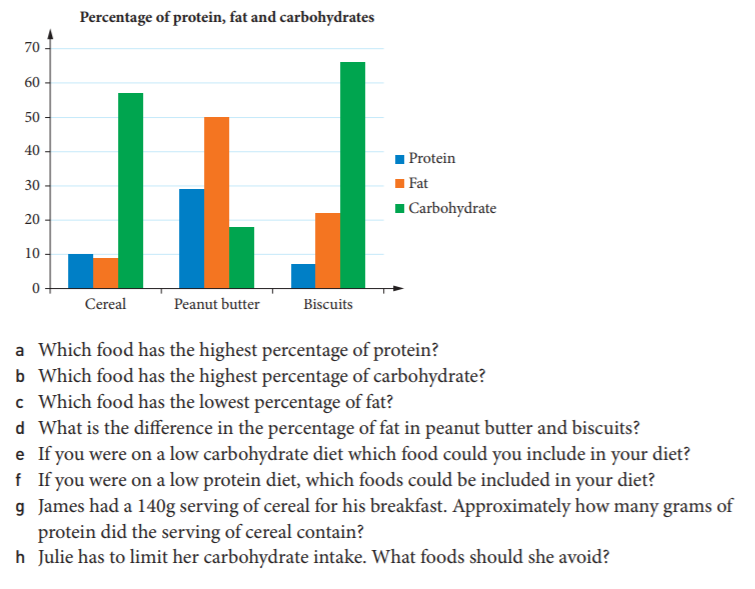 Percentage of protein, fat and carbohydrates
70
60
50
40
30
20
10
0
Cereal
Peanut butter
Biscuits
Protein
Fat
Carbohydrate
a Which food has the highest percentage of protein?
b Which food has the highest percentage of carbohydrate?
c Which food has the lowest percentage of fat?
d What is the difference in the percentage of fat in peanut butter and biscuits?
e If you were on a low carbohydrate diet which food could you include in your diet?
f If you were on a low protein diet, which foods could be included in your diet?
g James had a 140g serving of cereal for his breakfast. Approximately how many grams of
protein did the serving of cereal contain?
h Julie has to limit her carbohydrate intake. What foods should she avoid?